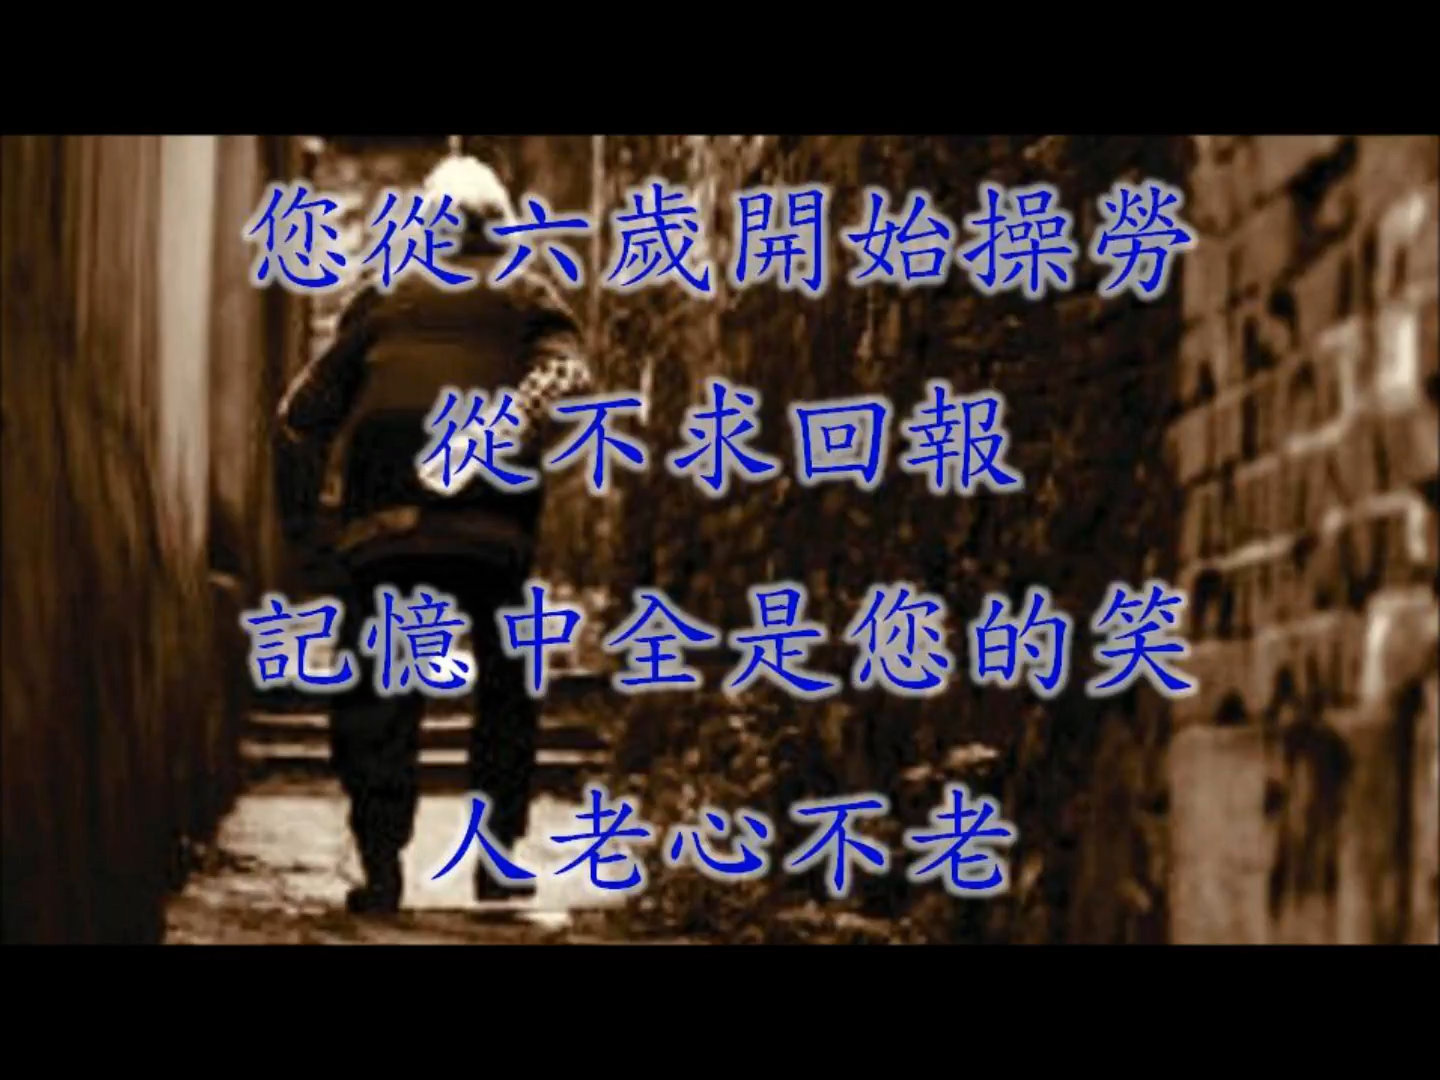 您從六歲開始操勞
從不求回報
記憶中全是您的笑
人老心不老